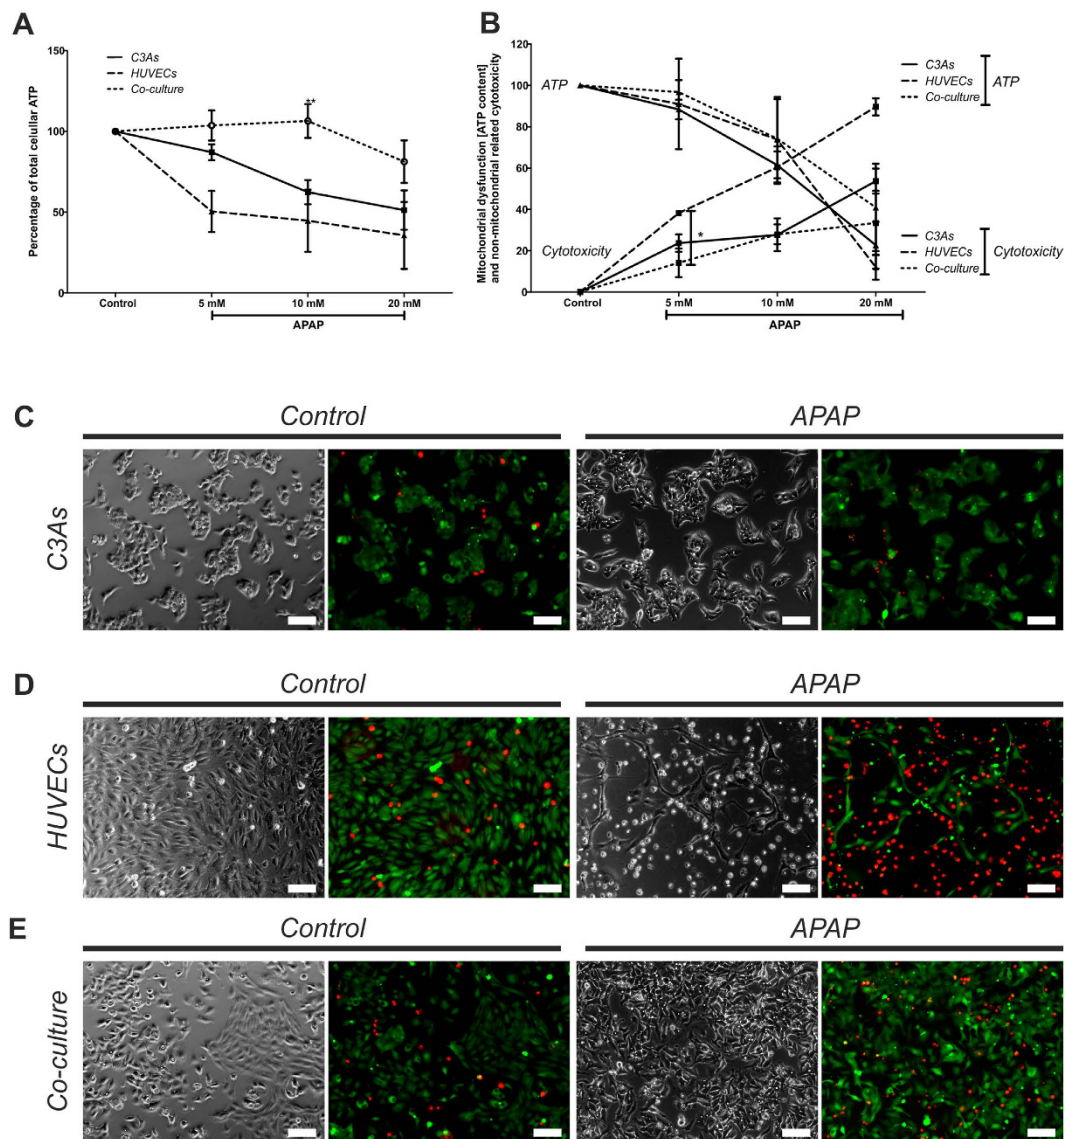 A
150
100
50
0
Percentage of total celullar ATP
C3As
HUVECs
Co-culture
**
Control
5 mM
10 mM
20 mM
APAP
B
120
100
80
60
40
20
0
Mitochondrial dysfunction [ATP content]
and non-mitochondrial related cytotoxicity
ATP
Cytotoxicity
*
C3As
HUVECs
Co-culture
ATP
C3As
HUVECs
Co-culture
Cytotoxicity
Control
5 mM
10 mM
20 mM
APAP
C
Control
APAP
C3As
D
Control
APAP
HUVECs
E
Control
APAP
Co-culture